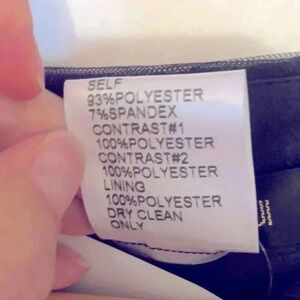 SELF
93%POLYESTER
7%SPANDEX
CONTRAST#1
100%POLYESTER
CONTRAST#2
100%POLYESTER
LINING
100%POLYESTER
DRY CLEAN
ONLY